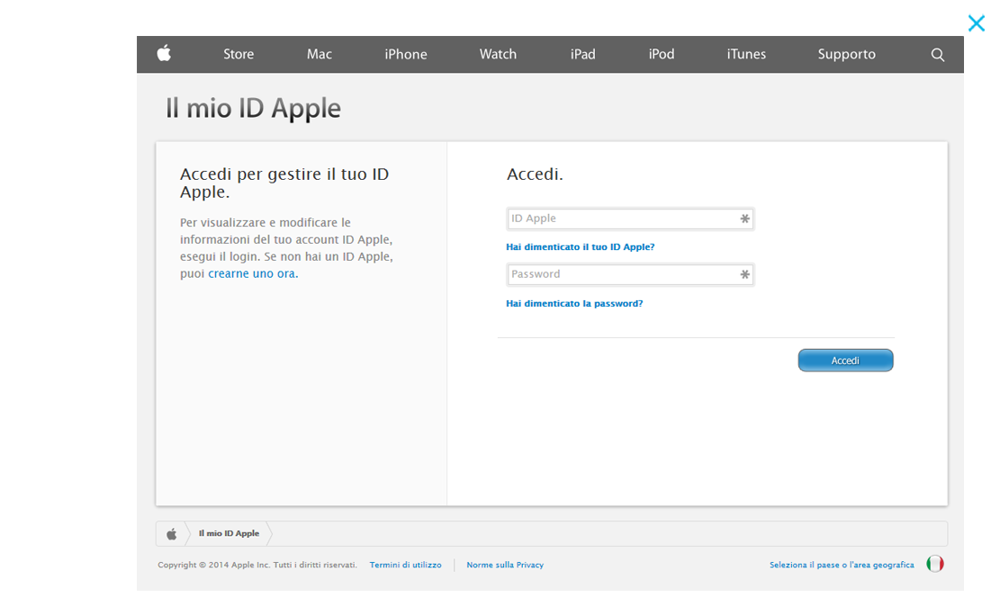 Store Mac iPhone Watch iPad iPod iTunes Supporto
Il mio ID Apple
Accedi per gestire il tuo ID
Apple.
Per visualizzare e modificare le
informazioni del tuo account ID Apple,
esegui il login. Se non hai un ID Apple,
puoi crearne uno ora.
Accedi.
ID Apple
Hai dimenticato il tuo ID Apple?
Password
Hai dimenticato la password?
Accedi
Il mio ID Apple
Copyright © 2014 Apple Inc. Tutti i diritti riservati. Termini di utilizzo Norme sulla Privacy Seleziona il paese o l'area geografica